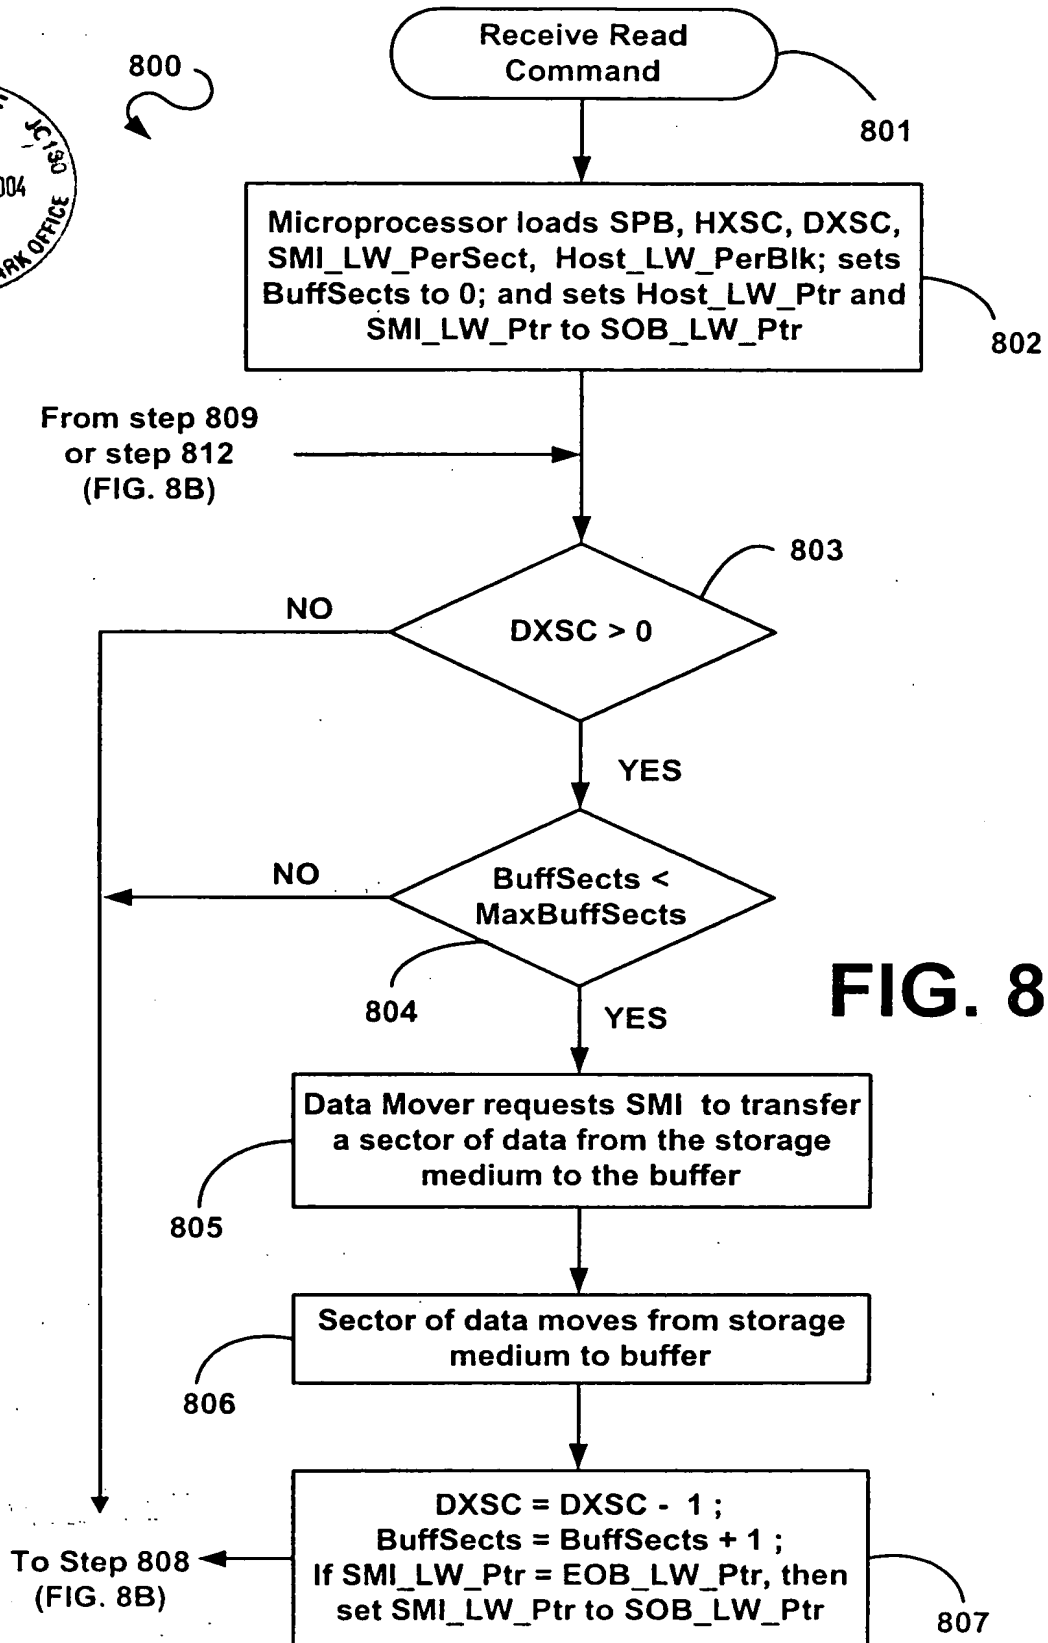 Receive Read
Command
800
801
JC190
004
ARK OFFICE
Microprocessor loads SPB, HXSC, DXSC,
SMI_LW_PerSect, Host_LW_PerBlk; sets
BuffSects to 0; and sets Host_LW_Ptr and
SMI_LW_Ptr to SOB_LW_Ptr
802
From step 809
or step 812
(FIG. 8B)
803
NO
DXSC > 0
YES
NO
BuffSects <
MaxBuffSects
804
YES
FIG. 8
Data Mover requests SMI to transfer
a sector of data from the storage
medium to the buffer
805
Sector of data moves from storage
medium to buffer
806
DXSC = DXSC - 1 ;
BuffSects = BuffSects + 1 ;
If SMI_LW_Ptr = EOB_LW_Ptr, then
set SMI_LW_Ptr to SOB_LW_Ptr
To Step 808
(FIG. 8B)
807